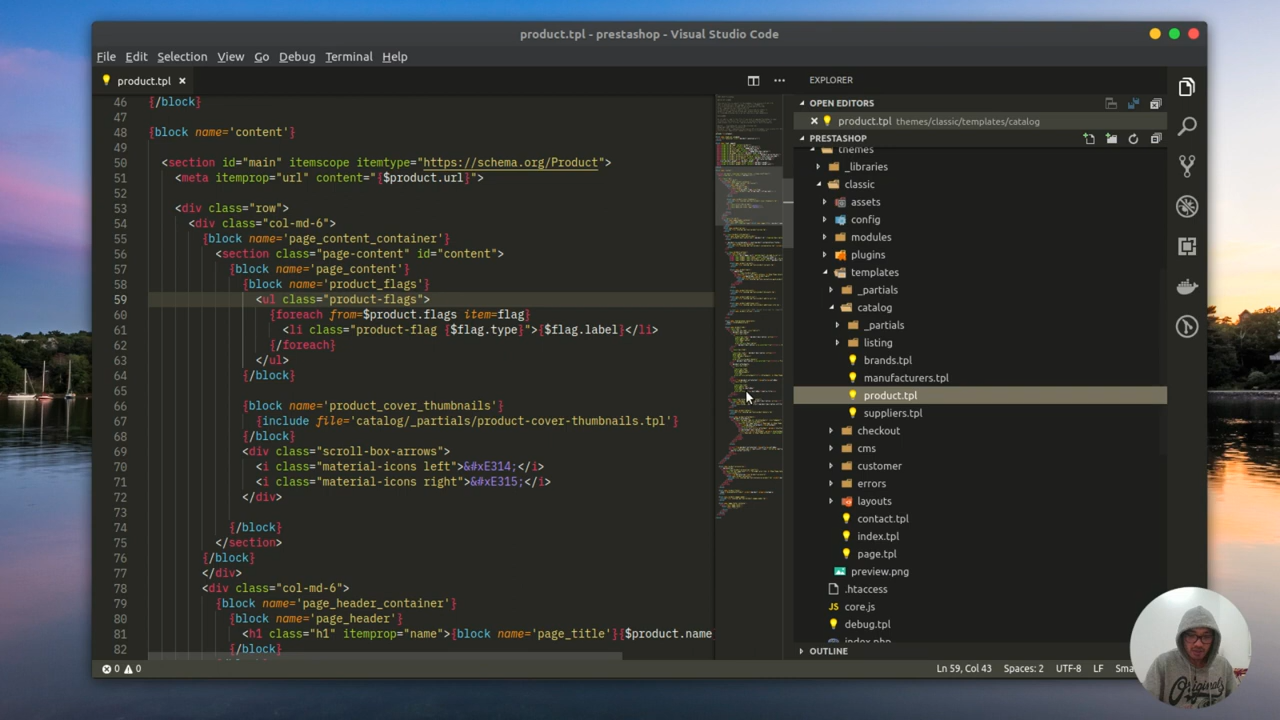 product.tpl - prestashop - Visual Studio Code
File Edit Selection View Go Debug Terminal Help
product.tpl
46 {/block}
47
48 {block name='content'}
49
50 <section id="main" itemscope itemtype="https://schema.org/Product">
51 <meta itemprop="url" content="{$product.url}">
52
53 <div class="row">
54 <div class="col-md-6">
55 {block name='page_content_container'}
56 <section class="page-content" id="content">
57 {block name='page_content'}
58 {block name='product_flags'}
59 <ul class="product-flags">
60 {foreach from=$product.flags item=flag}
61 <li class="product-flag {$flag.type}">{$flag.label}</li>
62 {/foreach}
63 </ul>
64 {/block}
65
66 {block name='product_cover_thumbnails'}
67 {include file='catalog/_partials/product-cover-thumbnails.tpl'}
68 {/block}
69 <div class="scroll-box-arrows">
70 <i class="material-icons left">&#xE314;</i>
71 <i class="material-icons right">&#xE315;</i>
72 </div>
73
74 {/block}
75 </section>
76 {/block}
77 </div>
78 <div class="col-md-6">
79 {block name='page_header_container'}
80 {block name='page_header'}
81 <h1 class="h1" itemprop="name">{block name='page_title'}{$product.name
82 {/block}
EXPLORER
OPEN EDITORS
product.tpl themes/classic/templates/catalog
PRESTASHOP
themes
_libraries
classic
assets
config
modules
plugins
templates
_partials
catalog
_partials
listing
brands.tpl
manufacturers.tpl
product.tpl
suppliers.tpl
checkout
cms
customer
errors
layouts
contact.tpl
index.tpl
page.tpl
preview.png
.htaccess
core.js
debug.tpl
index.php
OUTLINE
0 0 Ln 59, Col 43 Spaces: 2 UTF-8 LF Sma
Originals